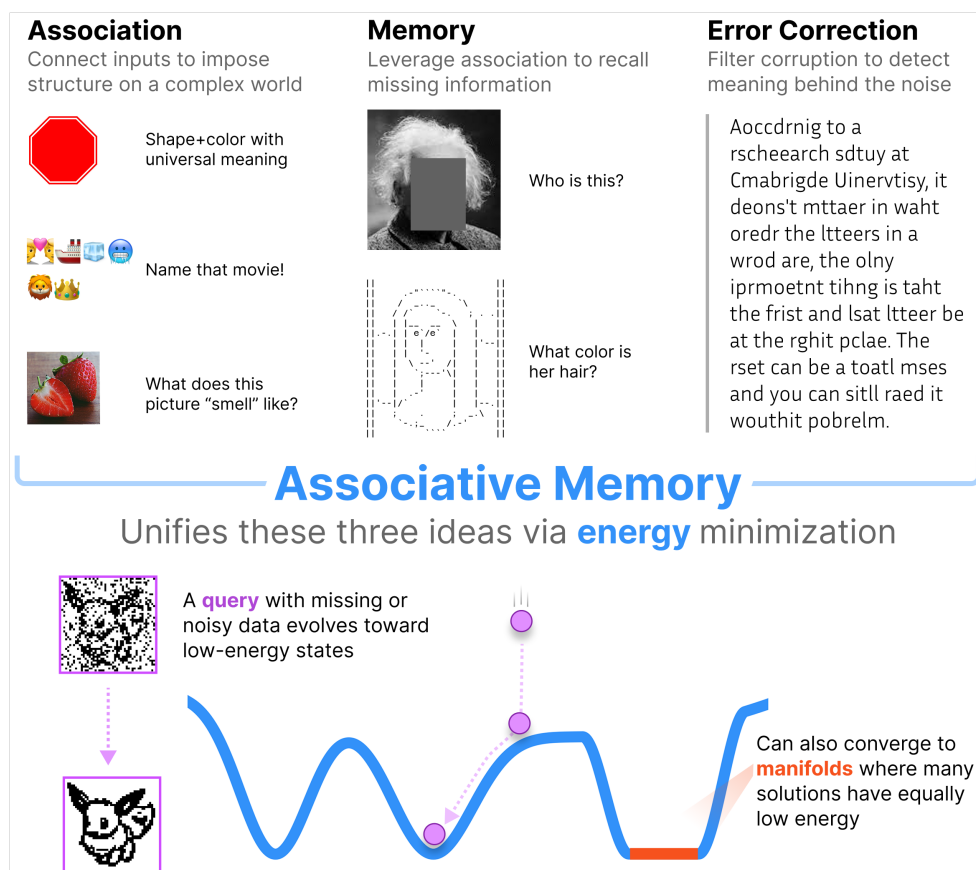 Association
Connect inputs to impose
structure on a complex world
Shape+color with
universal meaning
Name that movie!
What does this
picture “smell” like?
Memory
Leverage association to recall
missing information
Who is this?
What color is
her hair?
Error Correction
Filter corruption to detect
meaning behind the noise
Aoccdrnig to a
rscheearch sdtuy at
Cmabrigde Uinervtisy, it
deons't mttaer in waht
oredr the ltteers in a
wrod are, the olny
iprmoetnt tihng is taht
the frist and lsat ltteer be
at the rghit pclae. The
rset can be a toatl mses
and you can sitll raed it
wouthit pobrelm.
Associative Memory
Unifies these three ideas via energy minimization
A query with missing or
noisy data evolves toward
low-energy states
Can also converge to
manifolds where many
solutions have equally
low energy